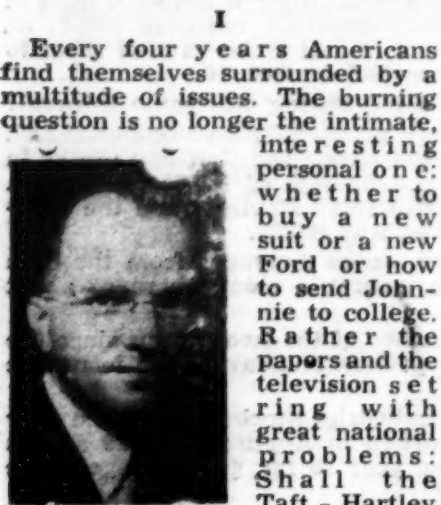 I
Every four years Americans
find themselves surrounded by a
multitude of issues. The burning
question is no longer the intimate,
interesting
personal one:
whether to
buy a new
suit or a new
Ford or how
to send John-
nie to college.
Rather the
papers and the
television set
ring with
great national
problems:
Shall the
Taft - Hartley